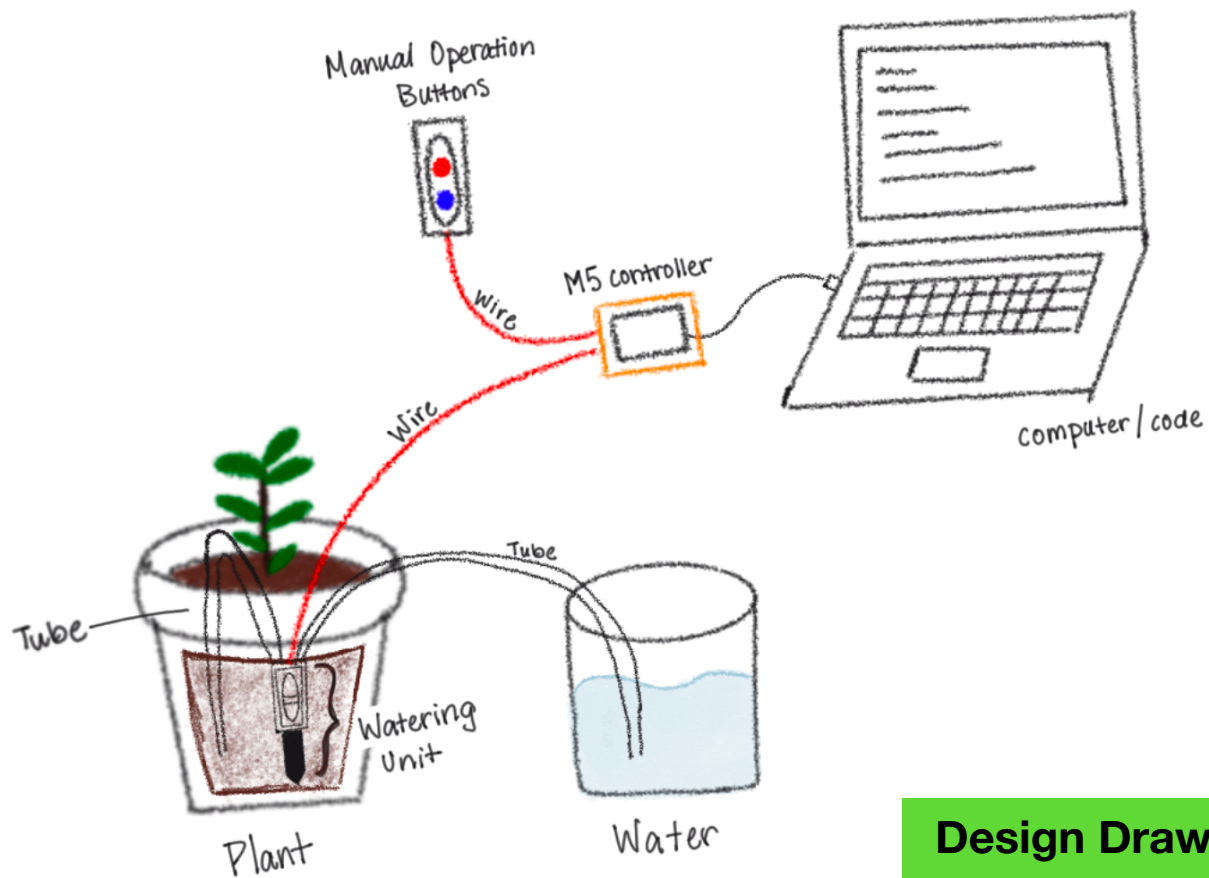 Manual Operation
Buttons
M5 controller
Wire
Wire
computer/code
Tube
Tube
Watering
Unit
Plant
Water
Design Draw